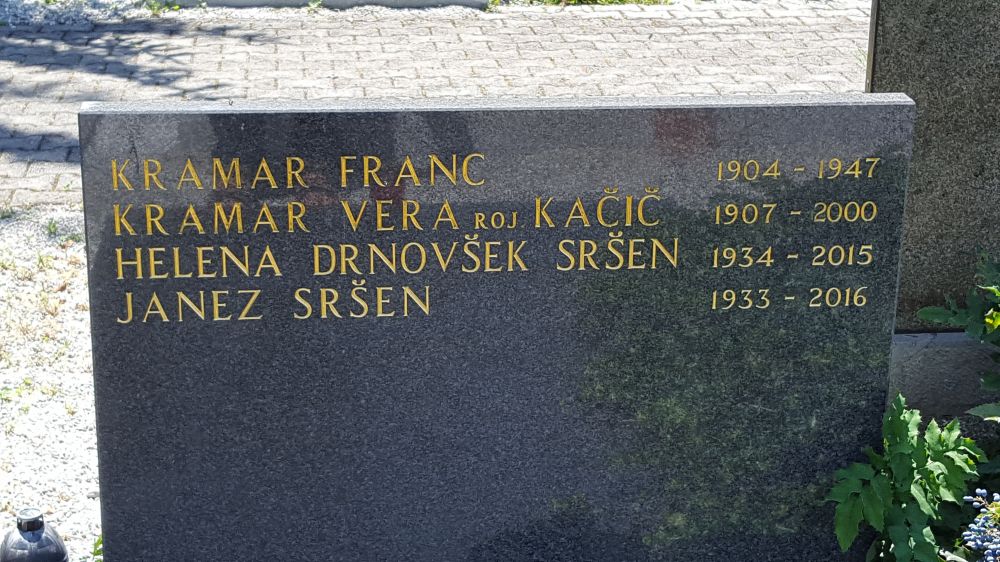 KRAMAR FRANC 1904 - 1947
KRAMAR VERA ROJ. KAČIČ 1907 - 2000
HELENA DRNOVŠEK SRŠEN 1934 - 2015
JANEZ SRŠEN 1933 - 2016